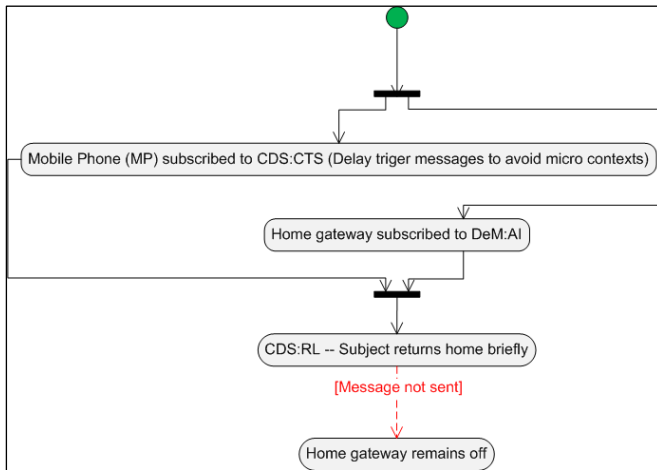 Mobile Phone (MP) subscribed to CDS:CTS (Delay triger messages to avoid micro contexts)
Home gateway subscribed to DeM:AI
CDS:RL -- Subject returns home briefly
[Message not sent]
Home gateway remains off